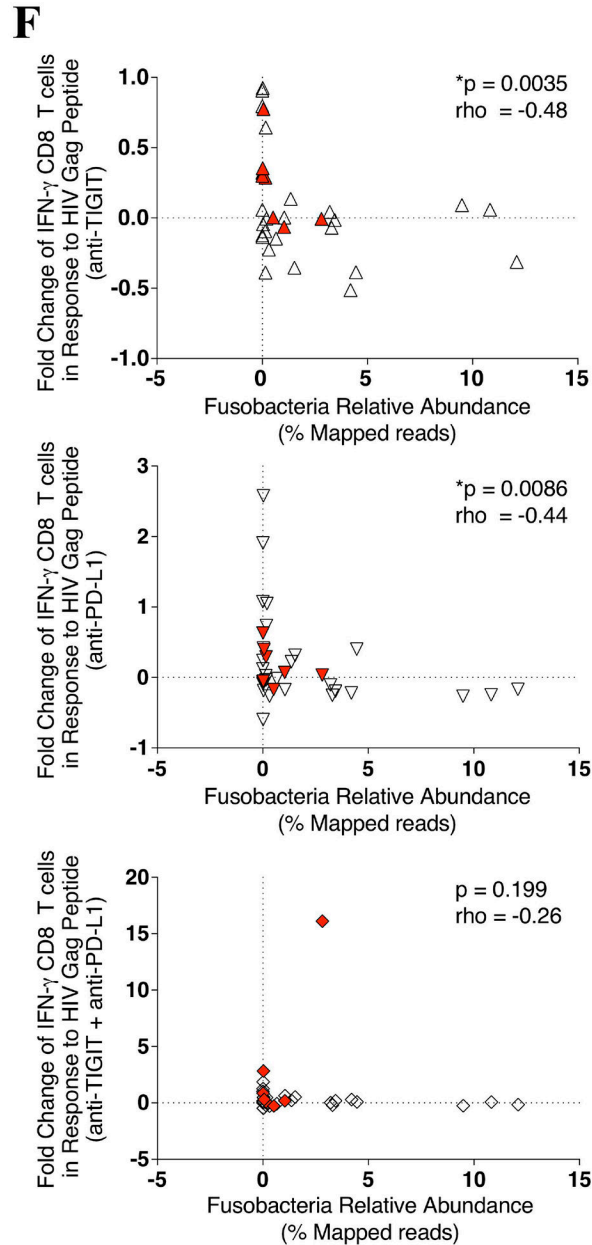 F
Fold Change of IFN-γ CD8 T cells
in Response to HIV Gag Peptide
(anti-TIGIT)
1.0
0.5
0.0
-0.5
-1.0
*p = 0.0035
rho = -0.48
-5 0 5 10 15
Fusobacteria Relative Abundance
(% Mapped reads)
Fold Change of IFN-γ CD8 T cells
in Response to HIV Gag Peptide
(anti-PD-L1)
3
2
1
0
-1
*p = 0.0086
rho = -0.44
-5 0 5 10 15
Fusobacteria Relative Abundance
(% Mapped reads)
Fold Change of IFN-γ CD8 T cells
in Response to HIV Gag Peptide
(anti-TIGIT + anti-PD-L1)
20
15
10
5
0
-5
p = 0.199
rho = -0.26
-5 0 5 10 15
Fusobacteria Relative Abundance
(% Mapped reads)